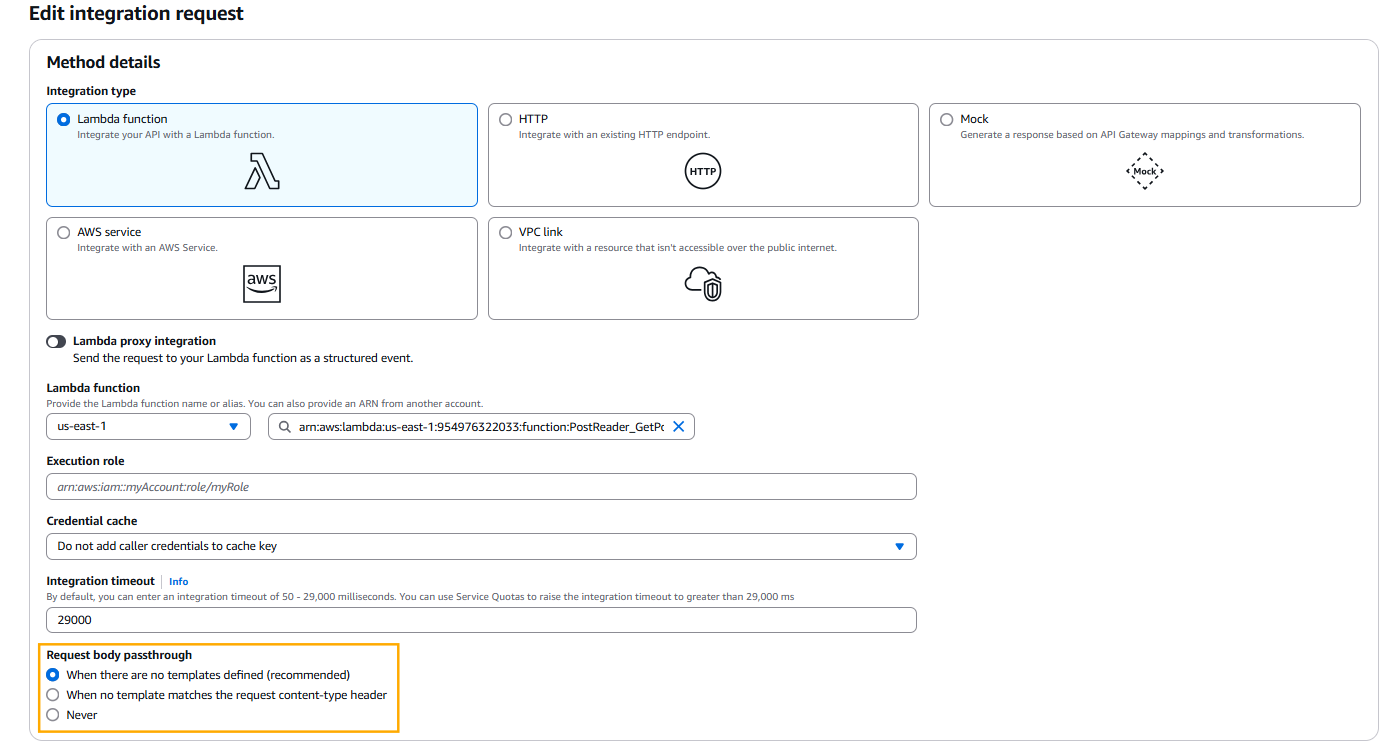 Edit integration request
Method details
Integration type
Lambda function
Integrate your API with a Lambda function.
HTTP
Integrate with an existing HTTP endpoint.
HTTP
Mock
Generate a response based on API Gateway mappings and transformations.
Mock
AWS service
Integrate with an AWS Service.
aws
VPC link
Integrate with a resource that isn't accessible over the public internet.
Lambda proxy integration
Send the request to your Lambda function as a structured event.
Lambda function
Provide the Lambda function name or alias. You can also provide an ARN from another account.
us-east-1
arn:aws:lambda:us-east-1:954976322033:function:PostReader_GetPo
Execution role
arn:aws:iam::myAccount:role/myRole
Credential cache
Do not add caller credentials to cache key
Integration timeout Info
By default, you can enter an integration timeout of 50 - 29,000 milliseconds. You can use Service Quotas to raise the integration timeout to greater than 29,000 ms
29000
Request body passthrough
When there are no templates defined (recommended)
When no template matches the request content-type header
Never